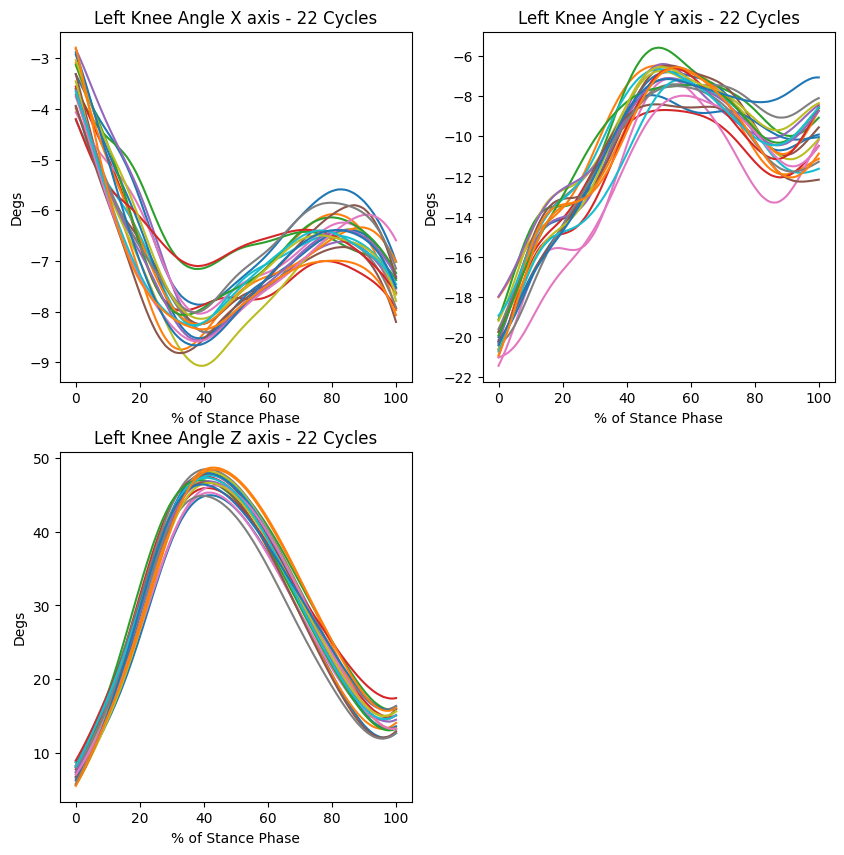 Left Knee Angle X axis - 22 Cycles
Degs
−3
−4
−5
−6
−7
−8
−9
0 20 40 60 80 100
% of Stance Phase
Left Knee Angle Y axis - 22 Cycles
Degs
−6
−8
−10
−12
−14
−16
−18
−20
−22
0 20 40 60 80 100
% of Stance Phase
Left Knee Angle Z axis - 22 Cycles
Degs
50
40
30
20
10
0 20 40 60 80 100
% of Stance Phase